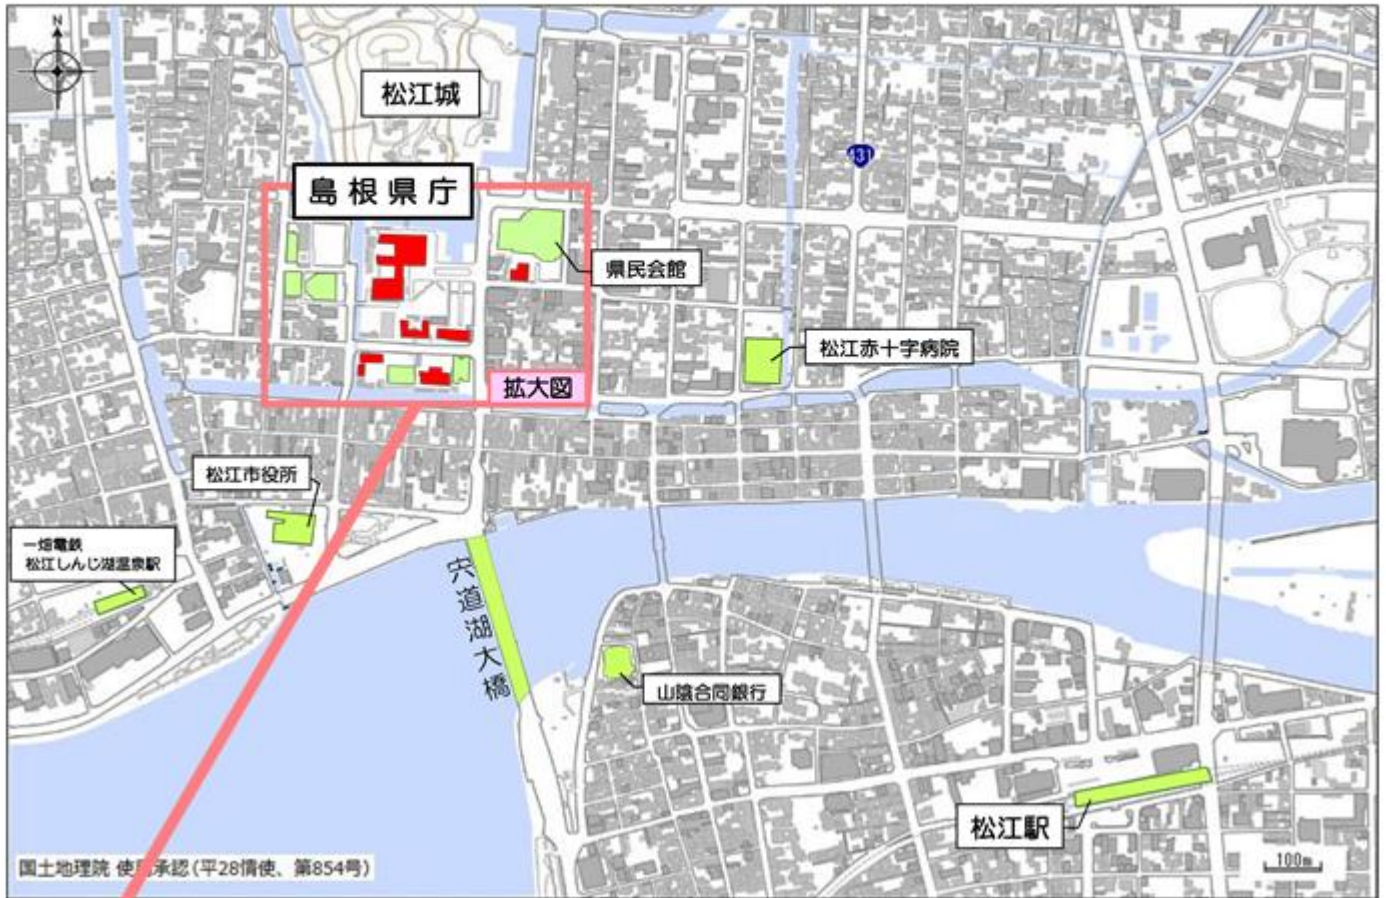 N
松江城
431
島根県庁
県民会館
松江赤十字病院
拡大図
松江市役所
一畑電鉄
松江しんじ湖温泉駅
宍道湖大橋
山陰合同銀行
松江駅
国土地理院 使 承認(平28情使、第854号)
100m